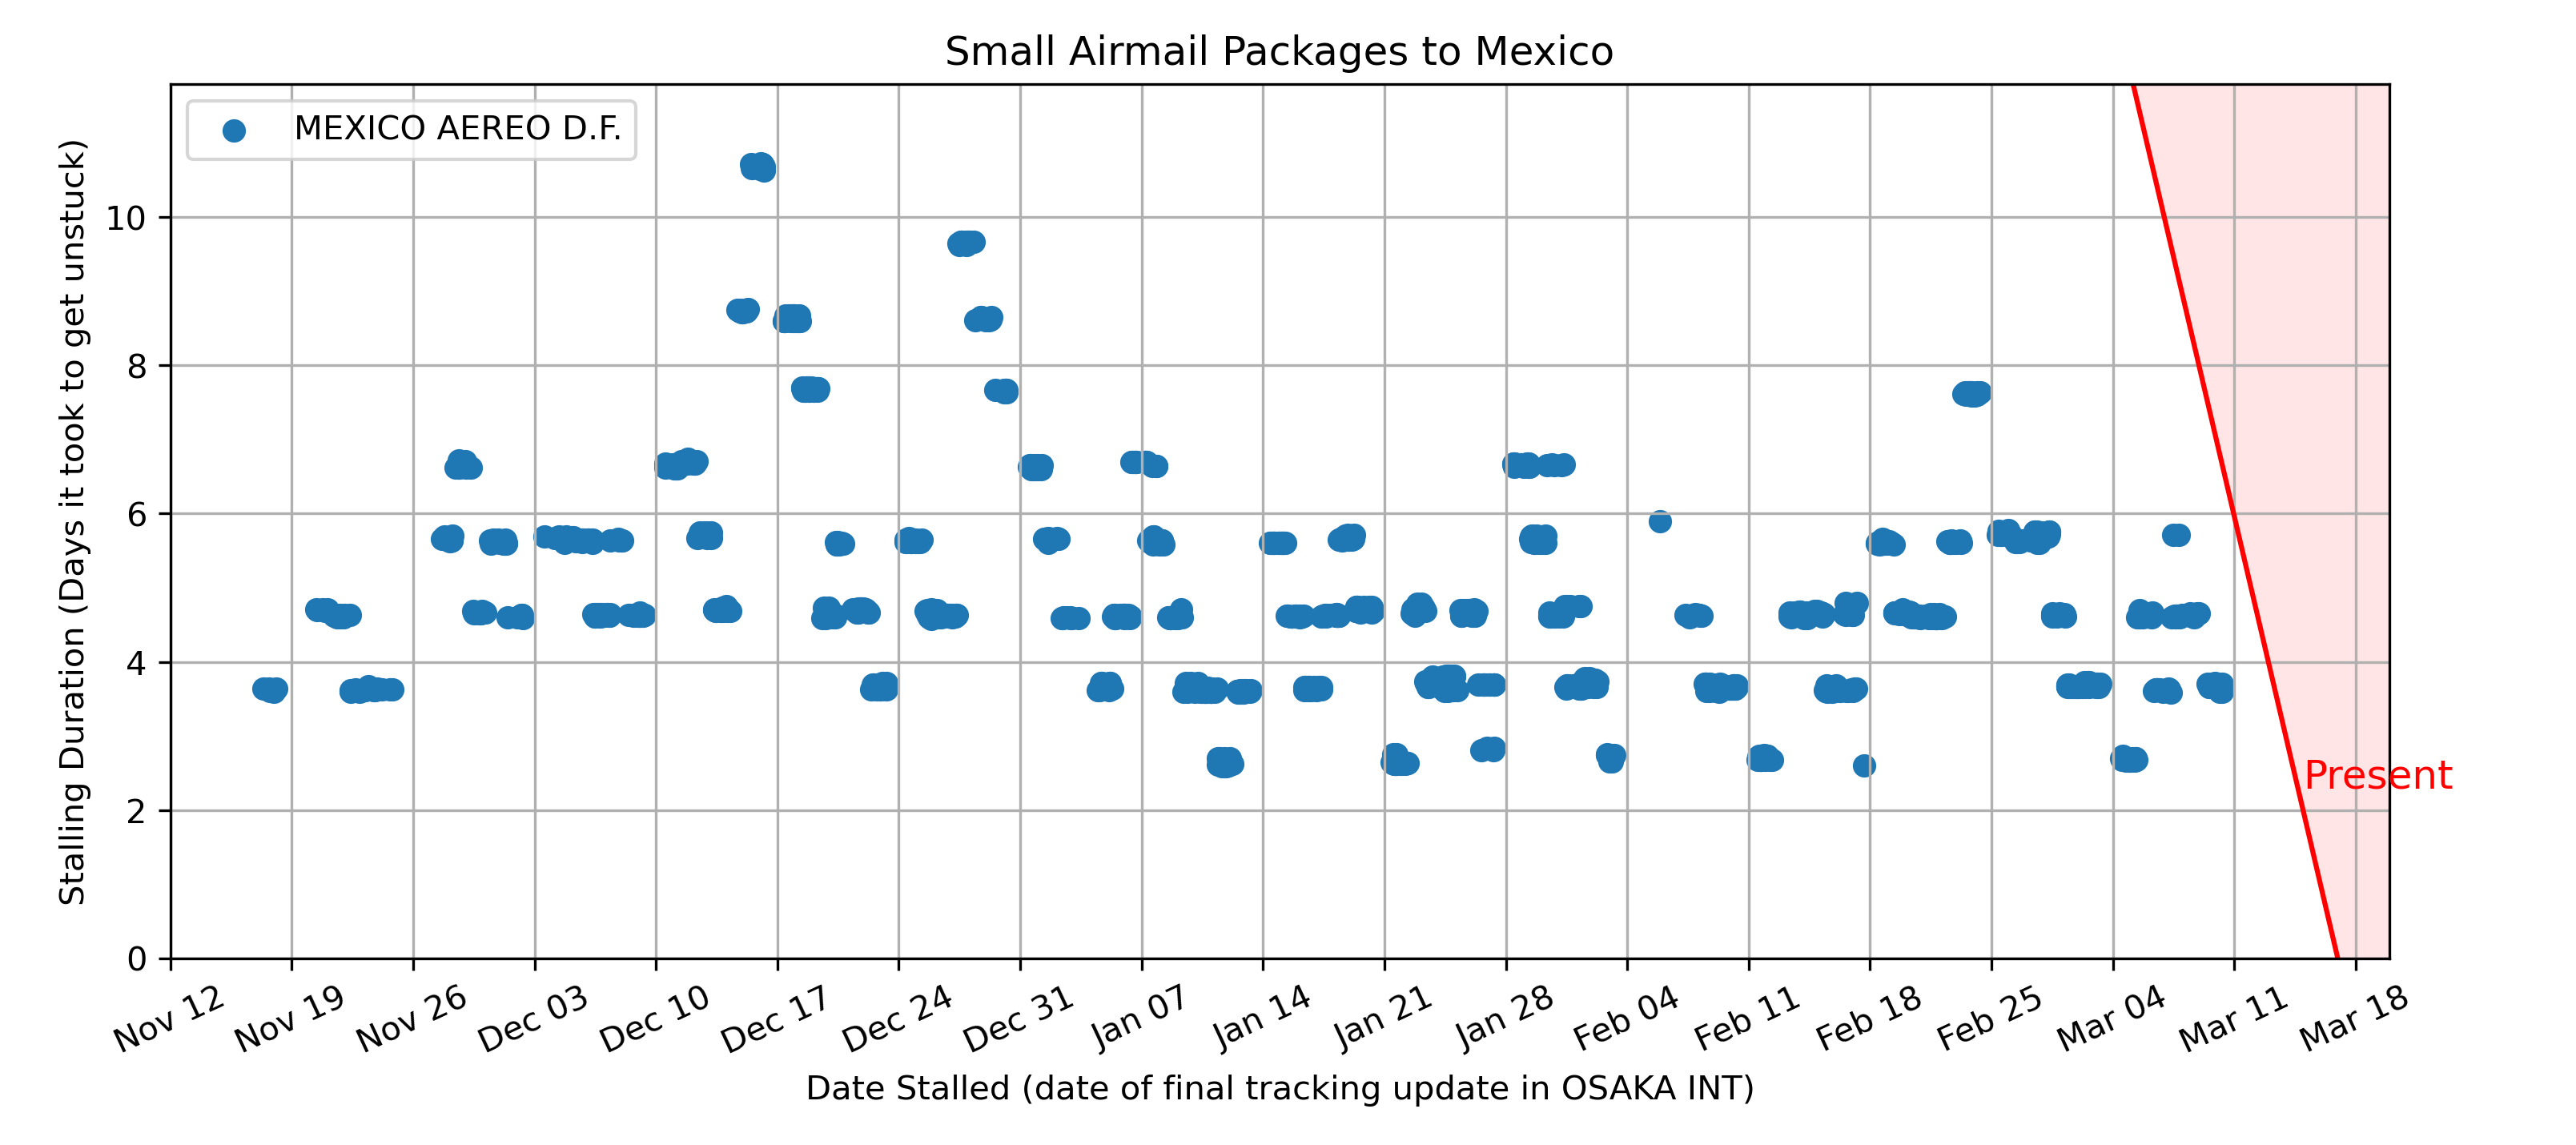 Small Airmail Packages to Mexico
MEXICO AEREO D.F.
Stalling Duration (Days it took to get unstuck)
10
8
6
4
2
0
Present
Nov 12
Nov 19
Nov 26
Dec 03
Dec 10
Dec 17
Dec 24
Dec 31
Jan 07
Jan 14
Jan 21
Jan 28
Feb 04
Feb 11
Feb 18
Feb 25
Mar 04
Mar 11
Mar 18
Date Stalled (date of final tracking update in OSAKA INT)